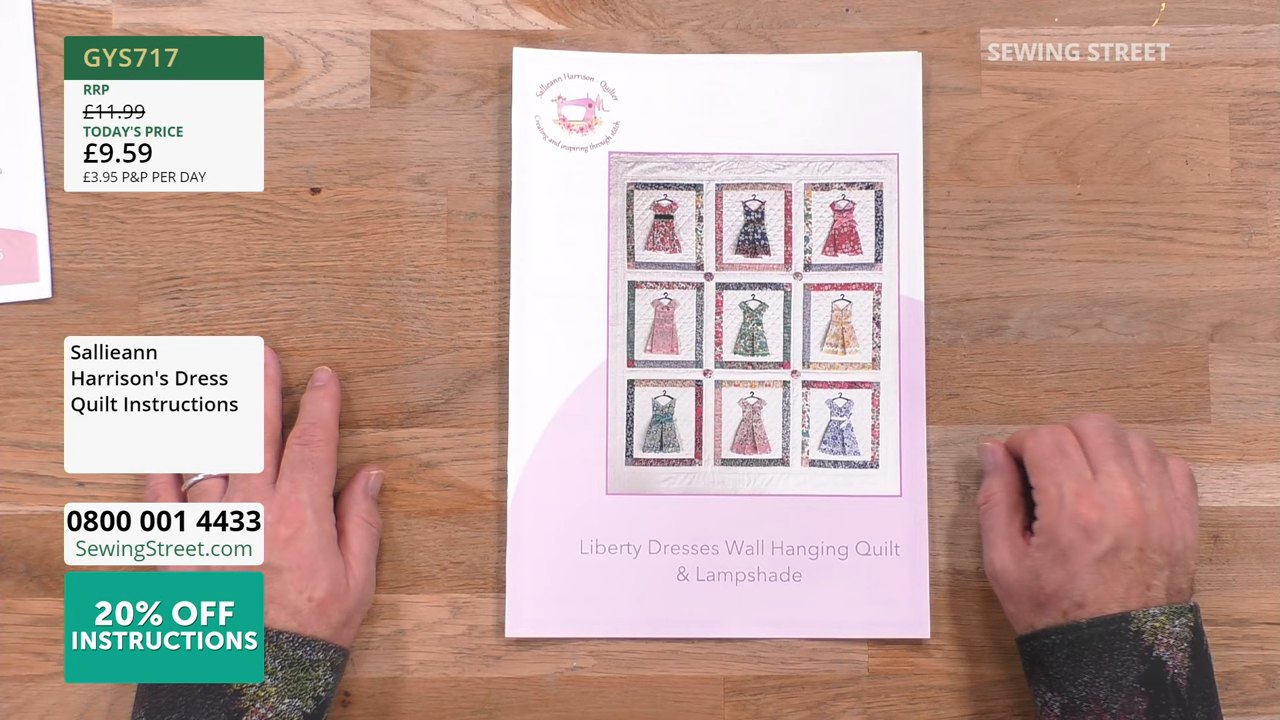 GYS717
RRP
£11.99
TODAY'S PRICE
£9.59
£3.95 P&P PER DAY
Sallieann
Harrison's Dress
Quilt Instructions
0800 001 4433
SewingStreet.com
20% OFF
INSTRUCTIONS
SEWING STREET
Sallieann Harrison Quilter
Creating and inspiring through stitch
Liberty Dresses Wall Hanging Quilt
& Lampshade